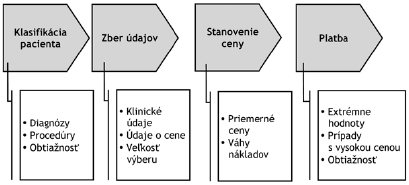 Klasifikácia
pacienta
Zber údajov
Stanovenie
ceny
Platba
• Diagnózy
• Procedúry
• Obtiažnosť
• Klinické
údaje
• Údaje o cene
• Veľkosť
výberu
• Priemerné
ceny
• Váhy
nákladov
• Extrémne
hodnoty
• Prípady
s vysokou cenou
• Obtiažnosť